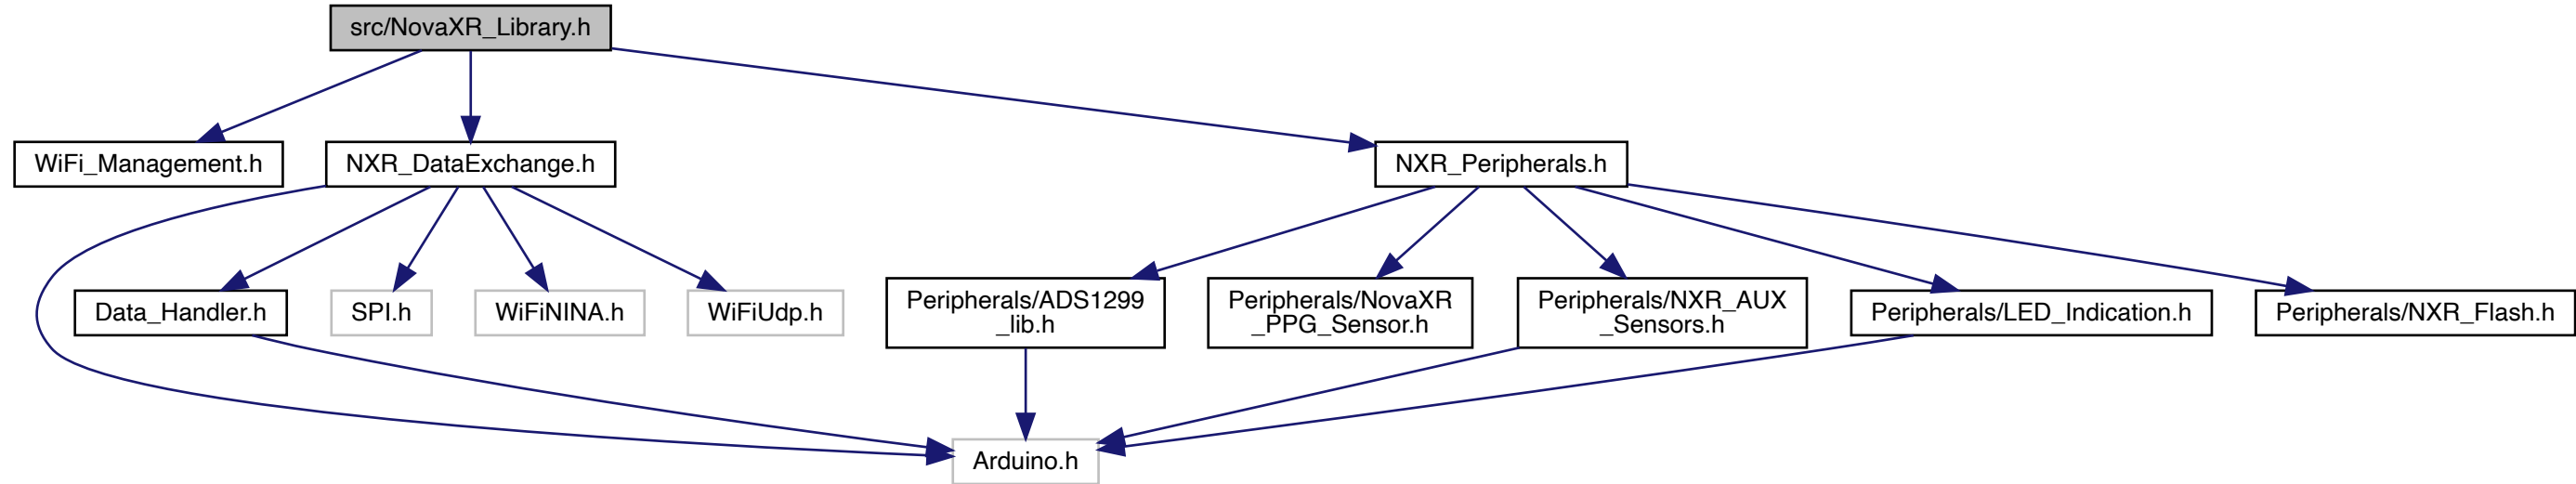 src/NovaXR_Library.h
WiFi_Management.h
NXR_DataExchange.h
NXR_Peripherals.h
Data_Handler.h
SPI.h
WiFiNINA.h
WiFiUdp.h
Peripherals/ADS1299
_lib.h
Peripherals/NovaXR
_PPG_Sensor.h
Peripherals/NXR_AUX
_Sensors.h
Peripherals/LED_Indication.h
Peripherals/NXR_Flash.h
Arduino.h